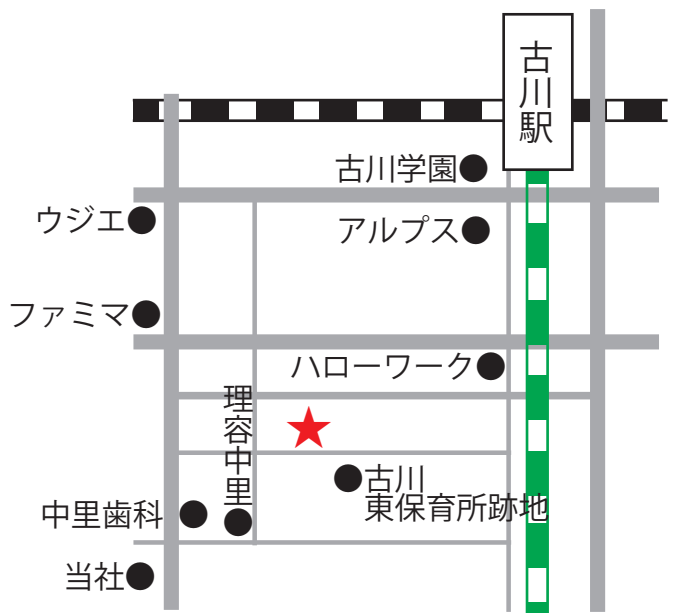 古川駅
古川学園
ウジエ
アルプス
ファミマ
ハローワーク
理容中里
古川
東保育所跡地
中里歯科
当社